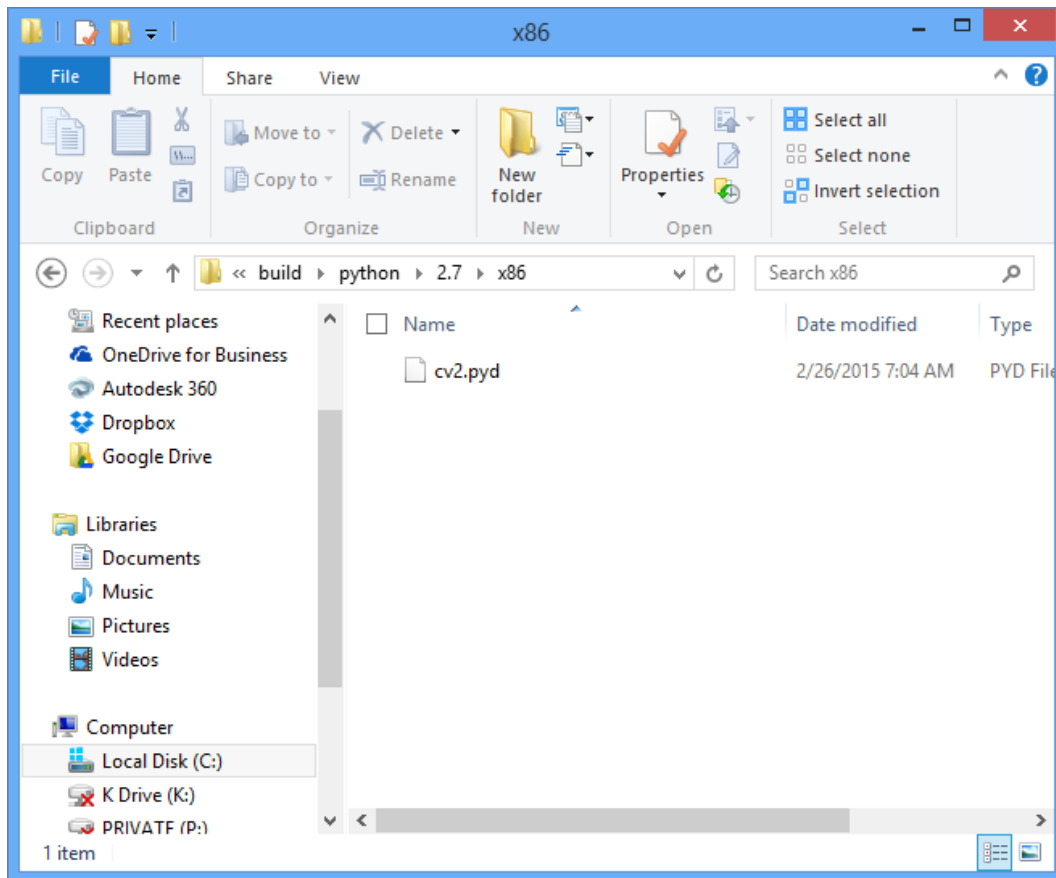 x86
File Home Share View
Copy Paste Move to Copy to Delete Rename New folder Properties Select all Select none Invert selection
Clipboard Organize New Open Select
« build python 2.7 x86 Search x86
Name Date modified Type
cv2.pyd 2/26/2015 7:04 AM PYD File
Recent places
OneDrive for Business
Autodesk 360
Dropbox
Google Drive
Libraries
Documents
Music
Pictures
Videos
Computer
Local Disk (C:)
K Drive (K:)
PRIVATE (P:)
1 item